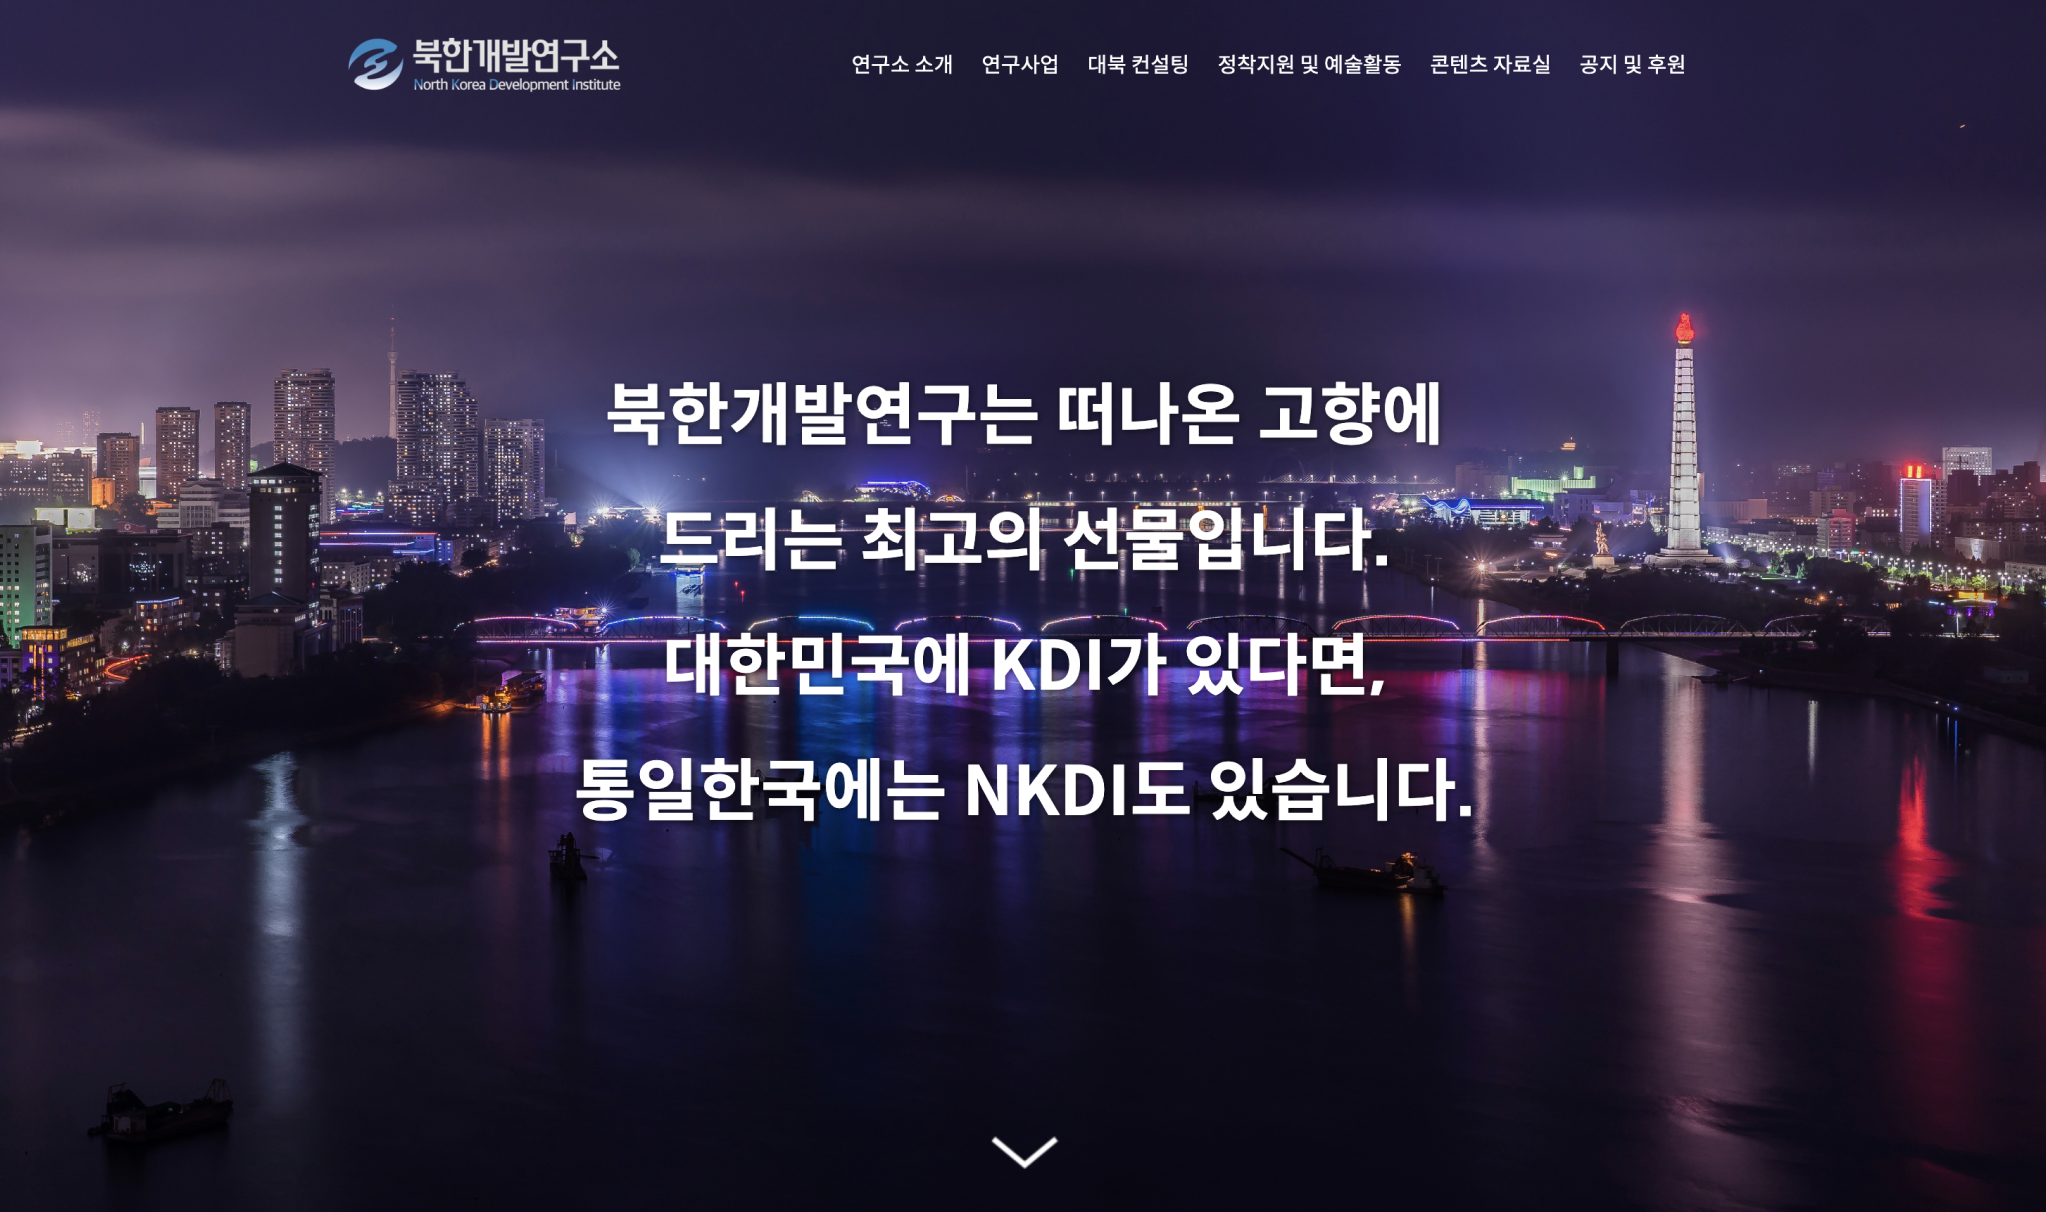 북한개발연구소
North Korea Development Institute
연구소 소개 연구사업 대북 컨설팅 정착지원 및 예술활동 콘텐츠 자료실 공지 및 후원
북한개발연구는 떠나온 고향에
드리는 최고의 선물입니다.
대한민국에 KDI가 있다면,
통일한국에는 NKDI도 있습니다.